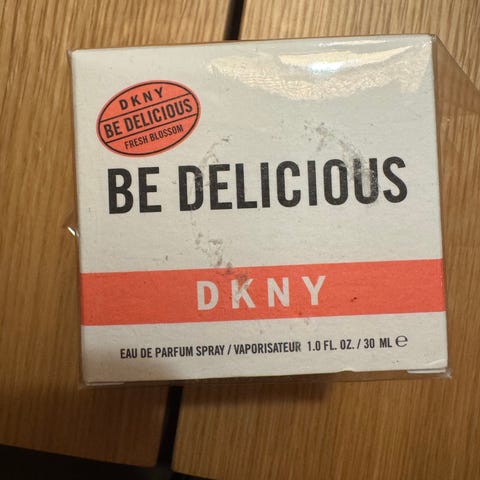 DKNY
BE DELICIOUS
FRESH BLOSSOM
BE DELICIOUS
DKNY
EAU DE PARFUM SPRAY / VAPORISATEUR 1.0 FL. OZ. / 30 ML ℮